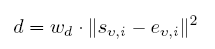 d = w_d · ‖s_{υ,i} − e_{υ,i}‖²